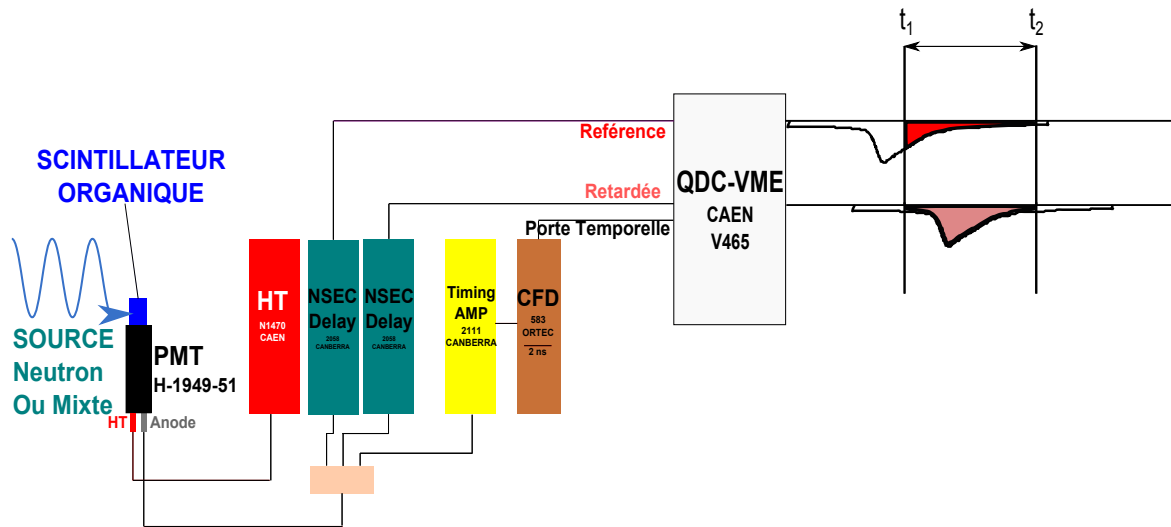 t1
t2
Reférence
SCINTILLATEUR
ORGANIQUE
QDC-VME
CAEN
V465
Retardée
Porte Temporelle
HT
N1470
CAEN
NSEC
Delay
2058
CANBERRA
NSEC
Delay
2058
CANBERRA
Timing
AMP
2111
CANBERRA
CFD
583
ORTEC
2 ns
SOURCE
Neutron
Ou Mixte
PMT
H-1949-51
HT
Anode